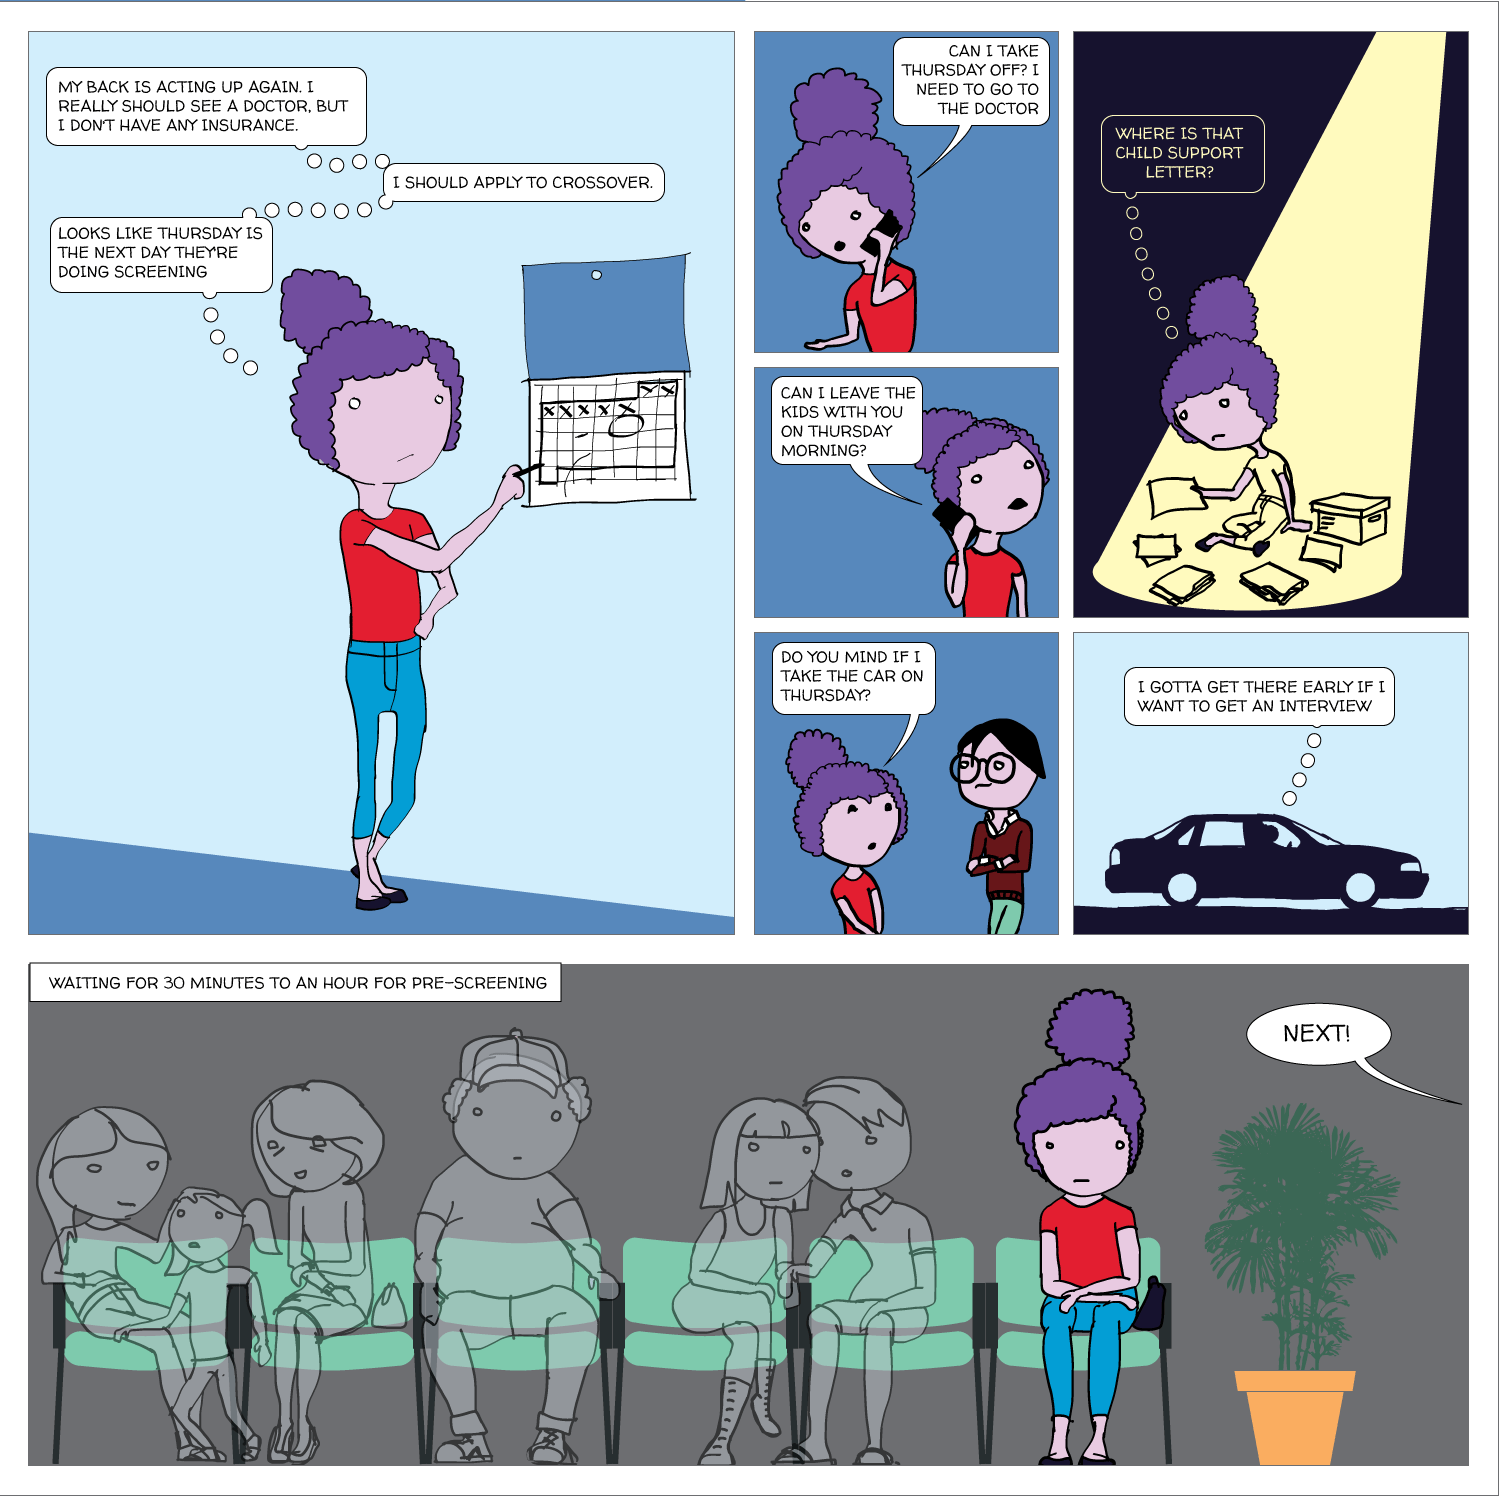 MY BACK IS ACTING UP AGAIN. I
REALLY SHOULD SEE A DOCTOR, BUT
I DON'T HAVE ANY INSURANCE.
I SHOULD APPLY TO CROSSOVER.
LOOKS LIKE THURSDAY IS
THE NEXT DAY THEY'RE
DOING SCREENING
CAN I TAKE
THURSDAY OFF? I
NEED TO GO TO
THE DOCTOR
CAN I LEAVE THE
KIDS WITH YOU
ON THURSDAY
MORNING?
DO YOU MIND IF I
TAKE THE CAR ON
THURSDAY?
WHERE IS THAT
CHILD SUPPORT
LETTER?
I GOTTA GET THERE EARLY IF I
WANT TO GET AN INTERVIEW
WAITING FOR 30 MINUTES TO AN HOUR FOR PRE-SCREENING
NEXT!